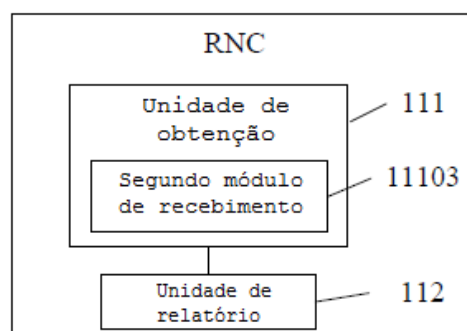 RNC
Unidade de
obtenção
111
Segundo módulo
de recebimento
11103
Unidade de
relatório
112